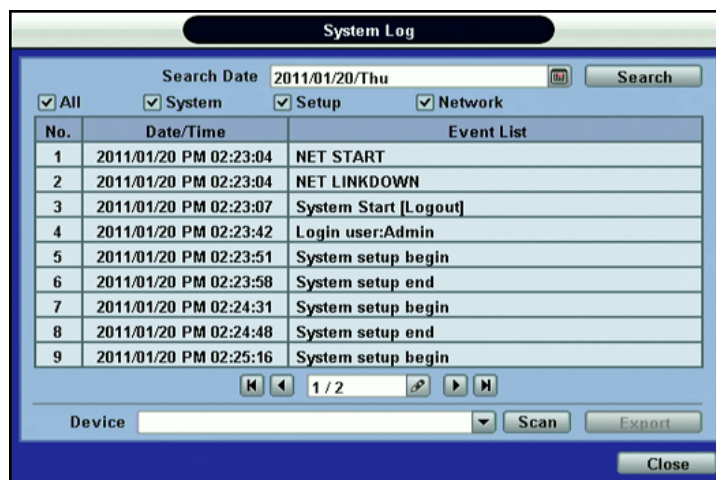 System Log
Search Date 2011/01/20/Thu Search
All System Setup Network
No. Date/Time Event List
1 2011/01/20 PM 02:23:04 NET START
2 2011/01/20 PM 02:23:04 NET LINKDOWN
3 2011/01/20 PM 02:23:07 System Start [Logout]
4 2011/01/20 PM 02:23:42 Login user:Admin
5 2011/01/20 PM 02:23:51 System setup begin
6 2011/01/20 PM 02:23:58 System setup end
7 2011/01/20 PM 02:24:31 System setup begin
8 2011/01/20 PM 02:24:48 System setup end
9 2011/01/20 PM 02:25:16 System setup begin
1 / 2
Device Scan Export
Close